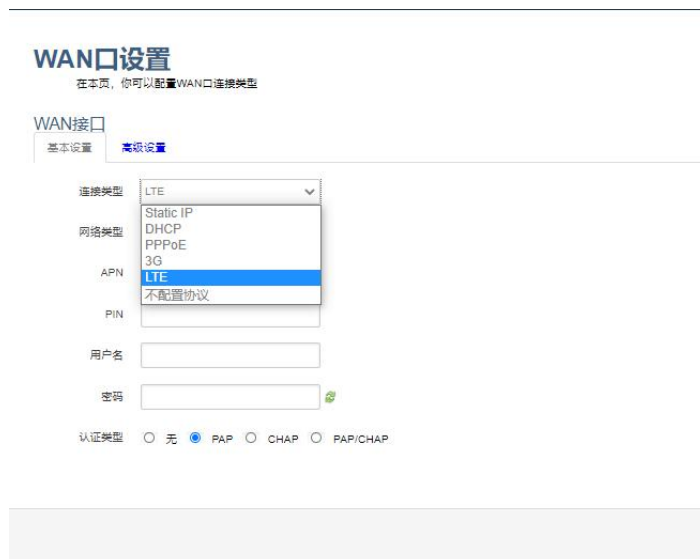 WAN口设置
在本页，你可以配置WAN口连接类型
WAN接口
基本设置 高级设置
连接类型 LTE
Static IP
网络类型 DHCP
PPPoE
3G
APN LTE
不配置协议
PIN
用户名
密码
认证类型 无 PAP CHAP PAP/CHAP